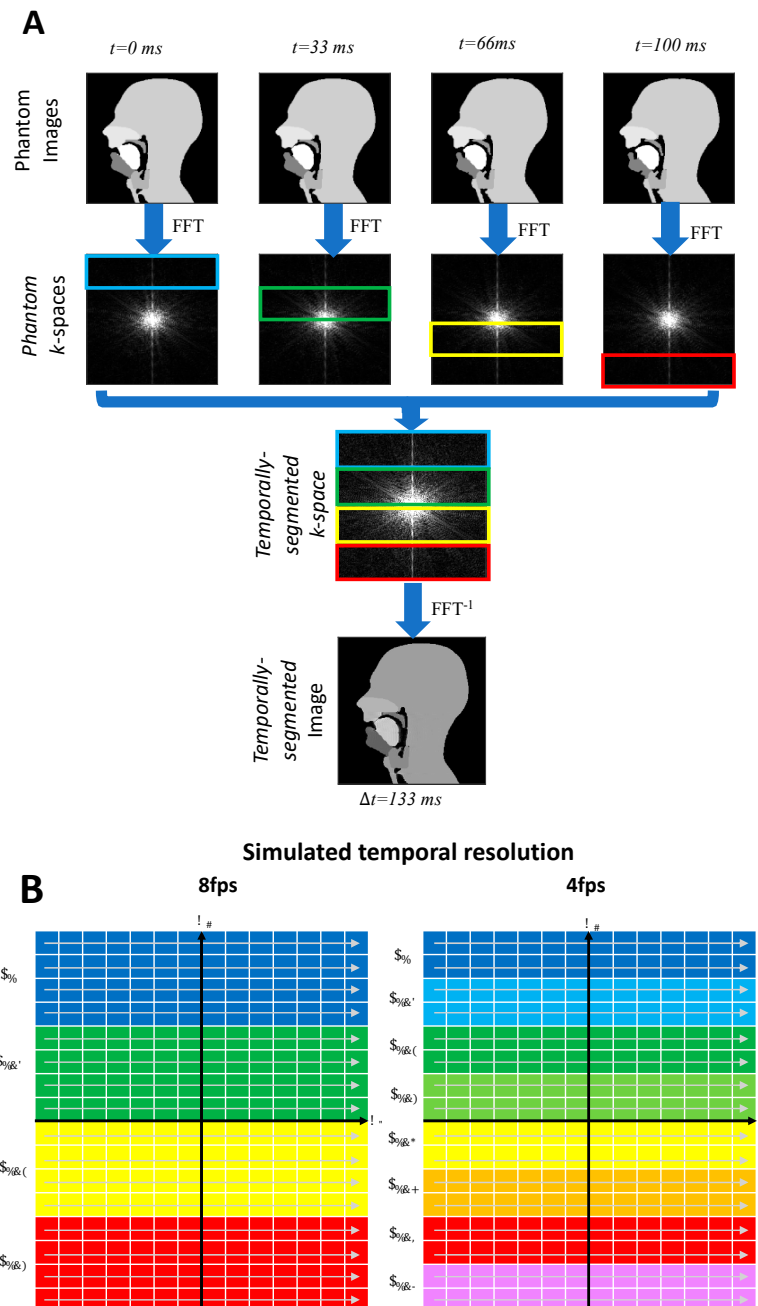 A
t=0 ms
t=33 ms
t=66ms
t=100 ms
Phantom
Images
FFT
FFT
FFT
FFT
Phantom
k-spaces
Temporally-
segmented
k-space
FFT-1
Temporally-
segmented
Image
Δt=133 ms
Simulated temporal resolution
B
8fps
4fps
! #
! #
$%
$%
$%&'
$%&'
$%&(
$%&)
! "
$%&*
$%&(
$%&+
$%&,
$%&)
$%&-